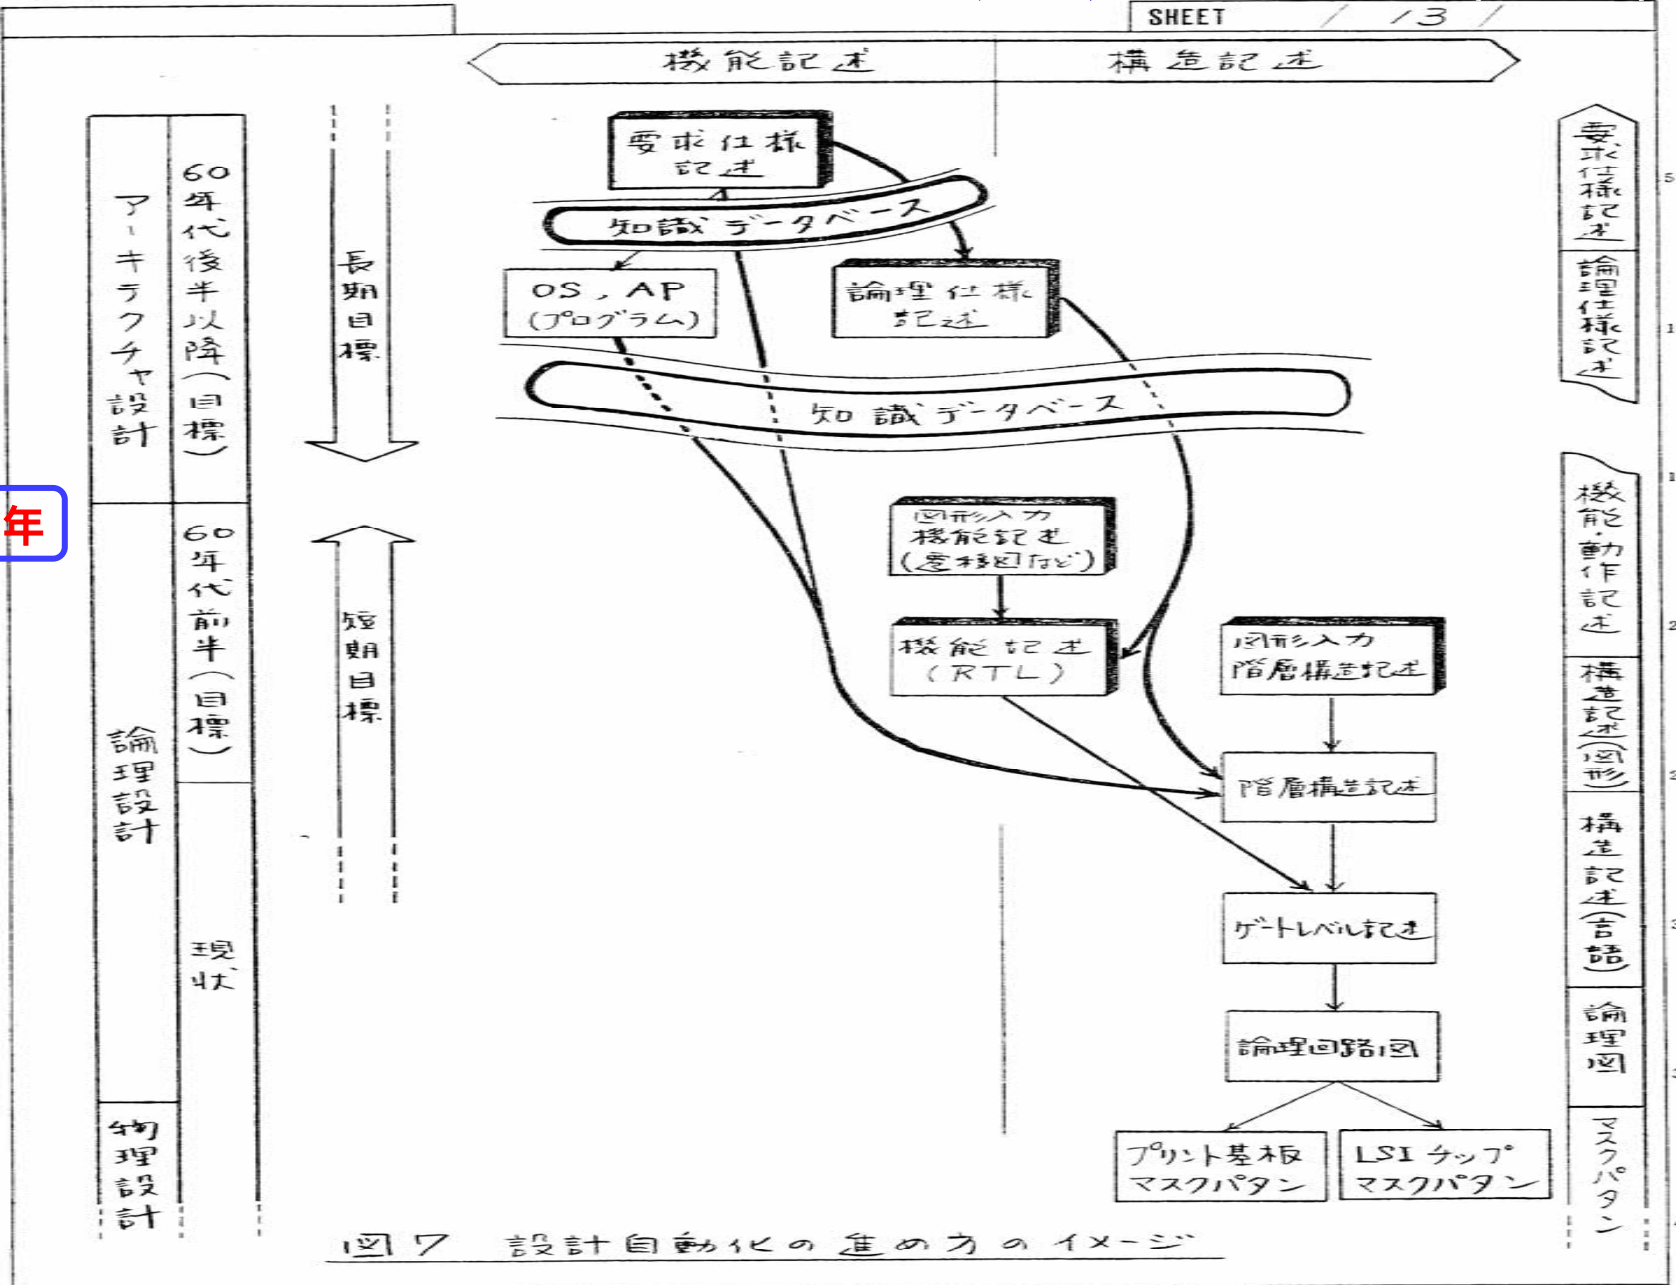 SHEET / 13 /
機能記述
構造記述
アーキテクチャ設計
60年代後半以降(目標)
長期目標
要求仕様
記述
知識データベース
OS, AP
(プログラム)
論理仕様
記述
知識データベース
要求仕様記述
論理仕様記述
年
論理設計
60年代前半(目標)
短期目標
現状
図形入力
機能記述
(遷移図など)
機能記述
(RTL)
図形入力
階層構造記述
階層構造記述
ゲートレベル記述
論理回路図
プリント基板
マスクパタン
LSIチップ
マスクパタン
機能・動作記述
構造記述(図形)
構造記述(言語)
論理図
マスクパタン
物理設計
図7 設計自動化の進め方のイメージ